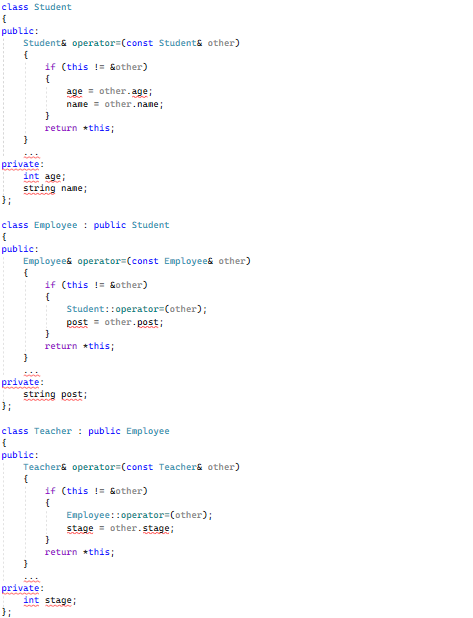 class Student
{
public:
    Student& operator=(const Student& other)
    {
        if (this != &other)
        {
            age = other.age;
            name = other.name;
        }
        return *this;
    }
    ...
private:
    int age;
    string name;
};

class Employee : public Student
{
public:
    Employee& operator=(const Employee& other)
    {
        if (this != &other)
        {
            Student::operator=(other);
            post = other.post;
        }
        return *this;
    }
    ...
private:
    string post;
};

class Teacher : public Employee
{
public:
    Teacher& operator=(const Teacher& other)
    {
        if (this != &other)
        {
            Employee::operator=(other);
            stage = other.stage;
        }
        return *this;
    }
    ...
private:
    int stage;
};